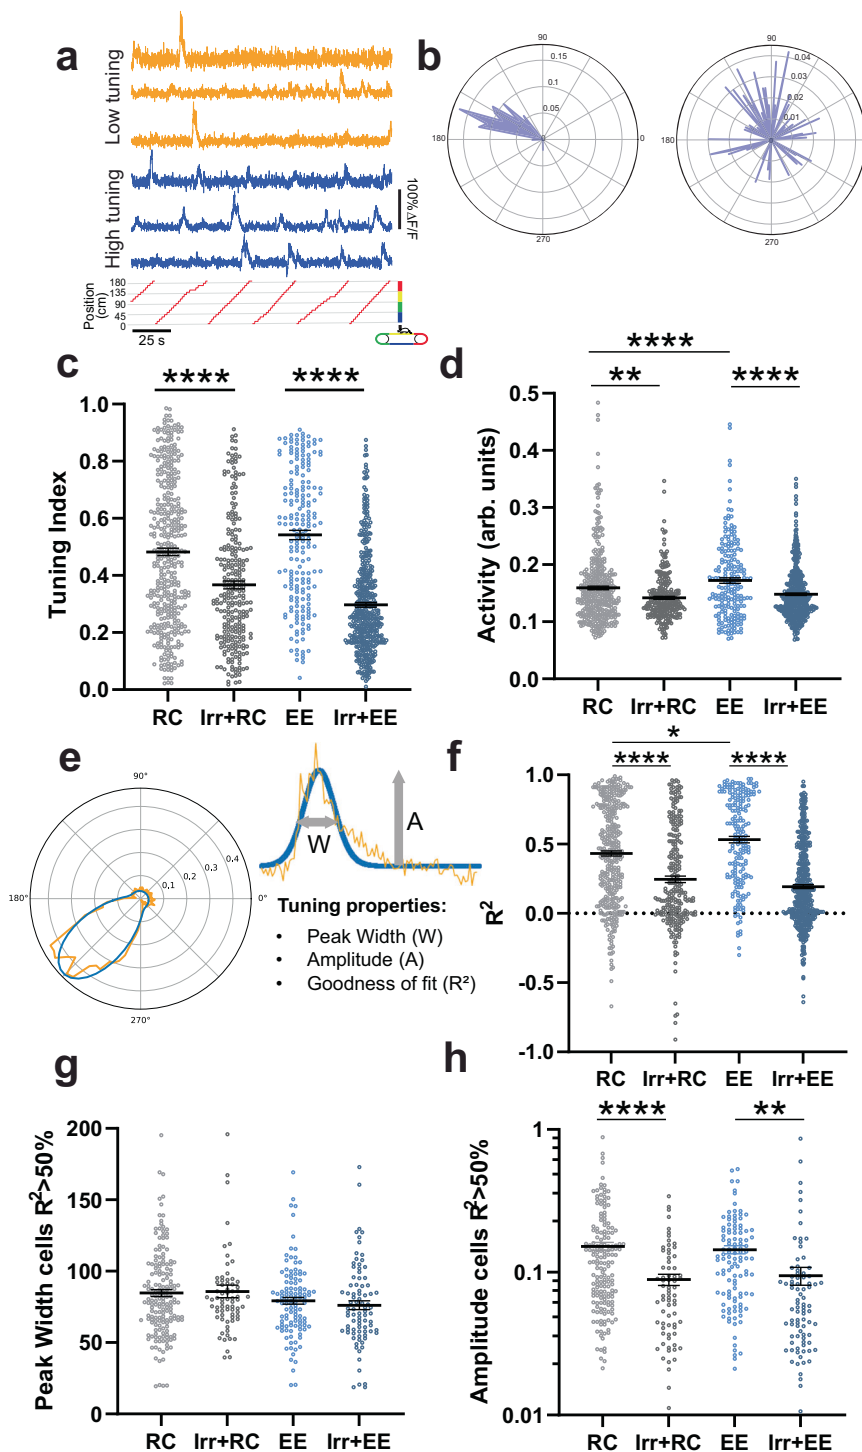 a
Low tuning
High tuning
100% ΔF/F
Position
(cm)
180
135
90
45
0
25 s
b
90
0.15
0.1
0.05
180
0
270
90
0.04
0.03
0.02
0.01
180
270
c
**** ****
Tuning Index
1.0
0.8
0.6
0.4
0.2
0.0
RC Irr+RC EE Irr+EE
d
****
** ****
Activity (arb. units)
0.5
0.4
0.3
0.2
0.1
0.0
RC Irr+RC EE Irr+EE
e
90°
0.4
0.3
0.2
0.1
180° 0°
270°
W
A
Tuning properties:
• Peak Width (W)
• Amplitude (A)
• Goodness of fit (R²)
f
*
**** ****
R²
1.0
0.5
0.0
-0.5
-1.0
RC Irr+RC EE Irr+EE
g
Peak Width cells R²>50%
200
150
100
50
0
RC Irr+RC EE Irr+EE
h
**** **
Amplitude cells R²>50%
1
0.1
0.01
RC Irr+RC EE Irr+EE